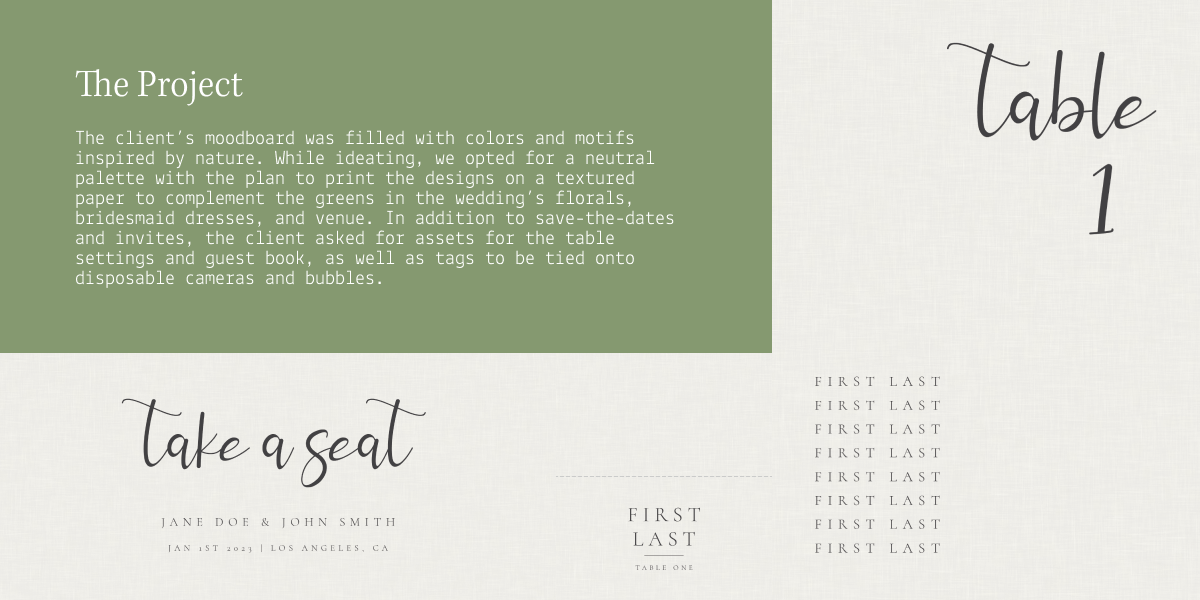 The Project
The client's moodboard was filled with colors and motifs
inspired by nature. While ideating, we opted for a neutral
palette with the plan to print the designs on a textured
paper to complement the greens in the wedding's florals,
bridesmaid dresses, and venue. In addition to save-the-dates
and invites, the client asked for assets for the table
settings and guest book, as well as tags to be tied onto
disposable cameras and bubbles.
table
1
take a seat
JANE DOE & JOHN SMITH
JAN 1ST 2023 | LOS ANGELES, CA
FIRST
LAST
TABLE ONE
FIRST LAST
FIRST LAST
FIRST LAST
FIRST LAST
FIRST LAST
FIRST LAST
FIRST LAST
FIRST LAST